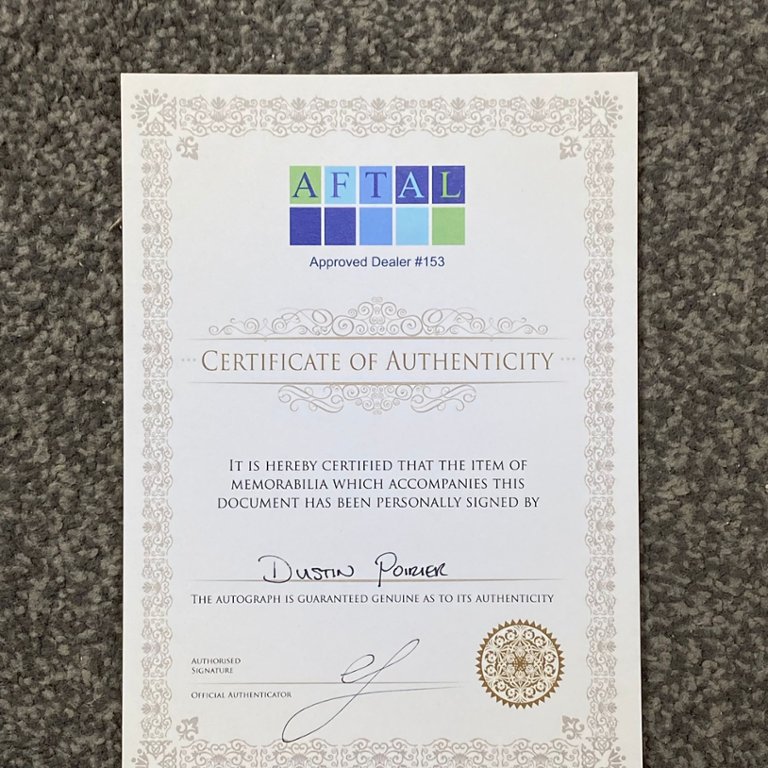 AFTAL
Approved Dealer #153
CERTIFICATE OF AUTHENTICITY
IT IS HEREBY CERTIFIED THAT THE ITEM OF
MEMORABILIA WHICH ACCOMPANIES THIS
DOCUMENT HAS BEEN PERSONALLY SIGNED BY
DUSTIN POIRIER
THE AUTOGRAPH IS GUARANTEED GENUINE AS TO ITS AUTHENTICITY
AUTHORISED
SIGNATURE
OFFICIAL AUTHENTICATOR